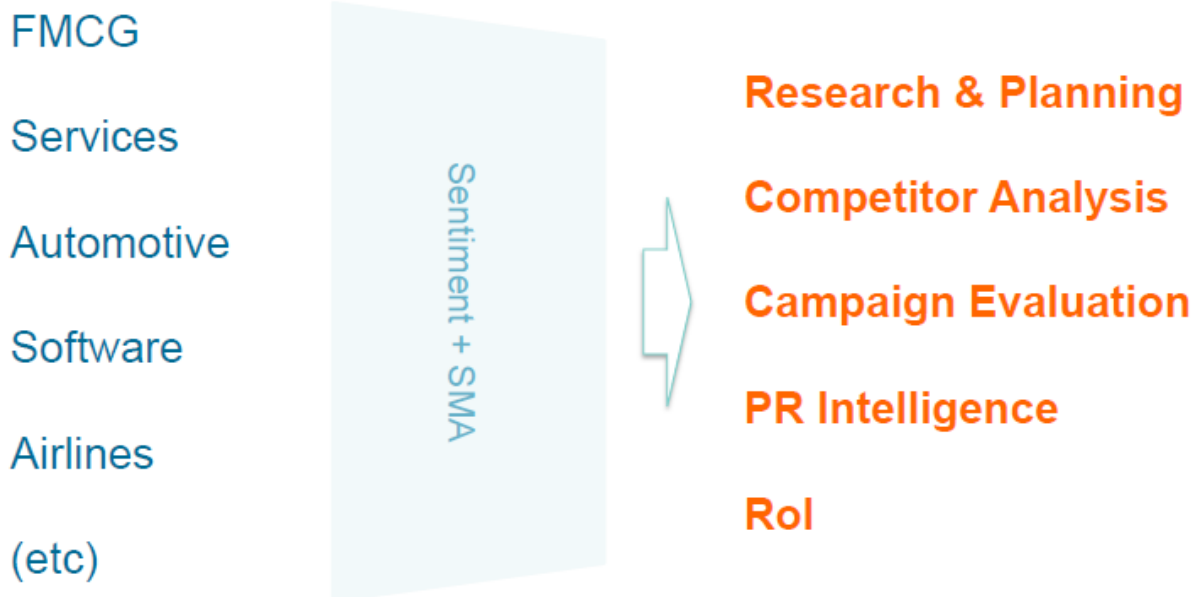 FMCG
Services
Automotive
Software
Airlines
(etc)
Sentiment + SMA
Research & Planning
Competitor Analysis
Campaign Evaluation
PR Intelligence
RoI